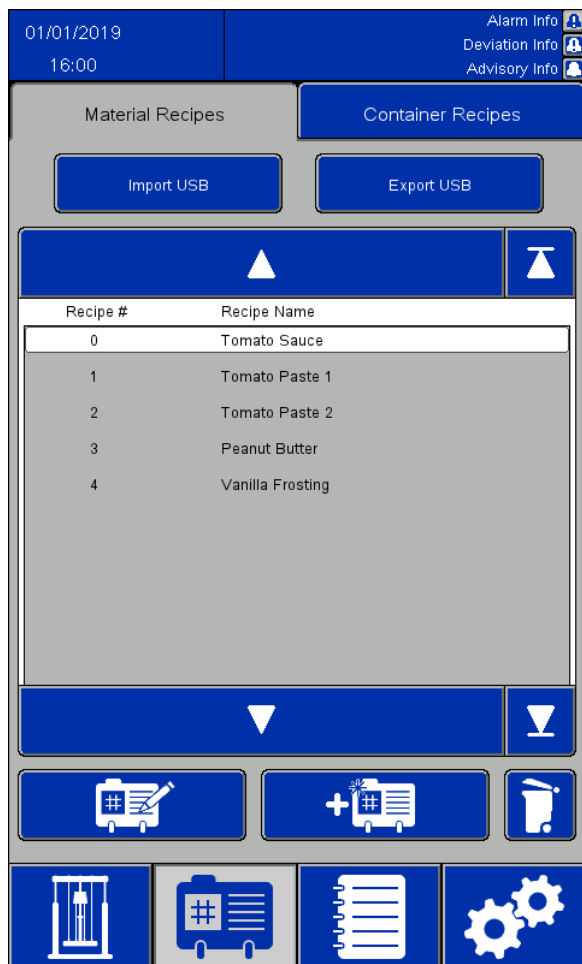 01/01/2019
16:00
Alarm Info
Deviation Info
Advisory Info
Material Recipes
Container Recipes
Import USB
Export USB
Recipe # Recipe Name
0 Tomato Sauce
1 Tomato Paste 1
2 Tomato Paste 2
3 Peanut Butter
4 Vanilla Frosting
#
#
#